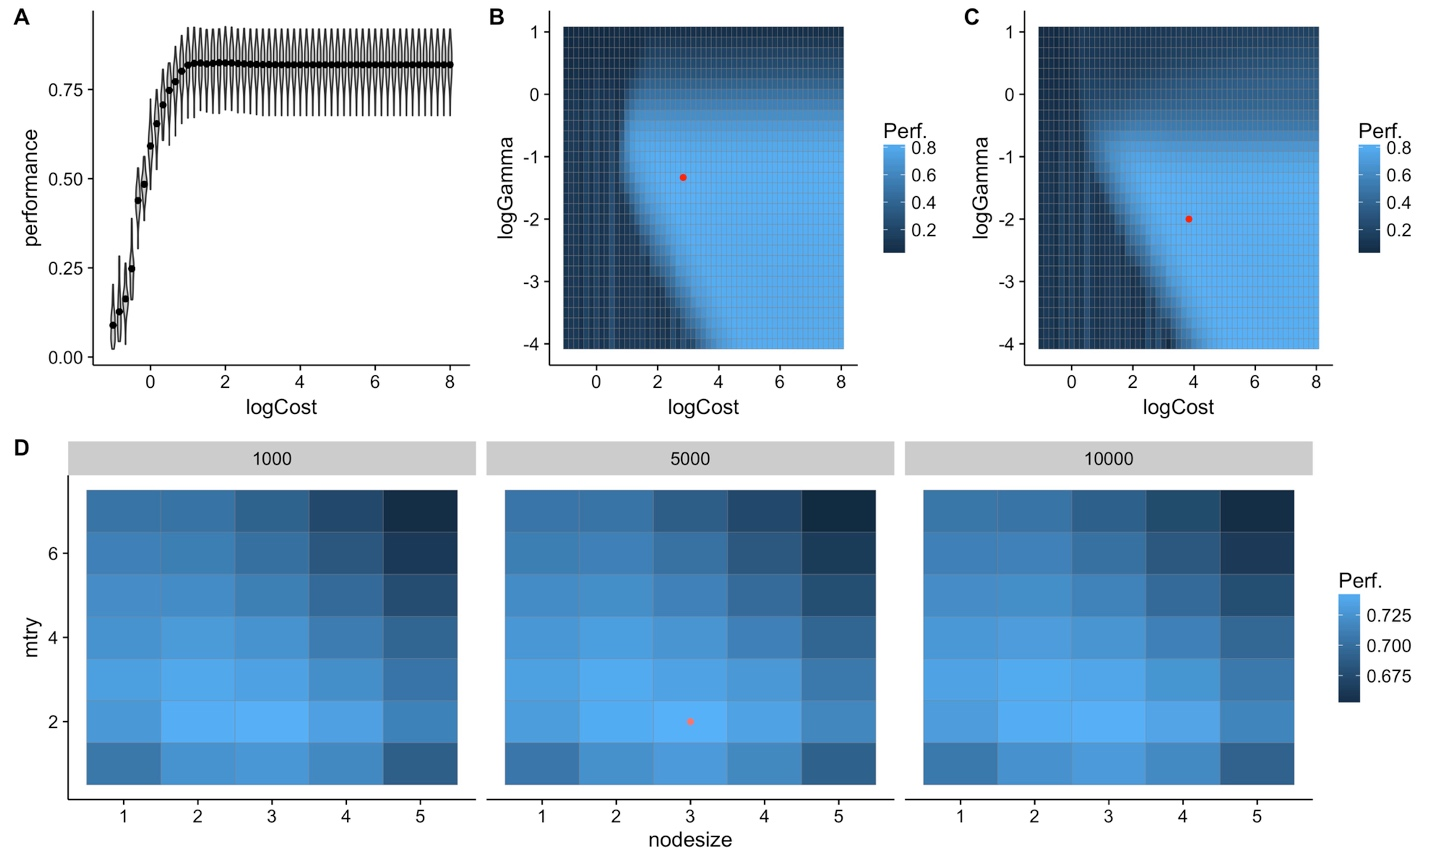 A
performance
0.75
0.50
0.25
0.00
0 2 4 6 8
logCost
B
logGamma
1
0
-1
-2
-3
-4
0 2 4 6 8
logCost
Perf.
0.8
0.6
0.4
0.2
C
logGamma
1
0
-1
-2
-3
-4
0 2 4 6 8
logCost
Perf.
0.8
0.6
0.4
0.2
D
1000 5000 10000
mtry
6
4
2
1 2 3 4 5 1 2 3 4 5 1 2 3 4 5
nodesize
Perf.
0.725
0.700
0.675